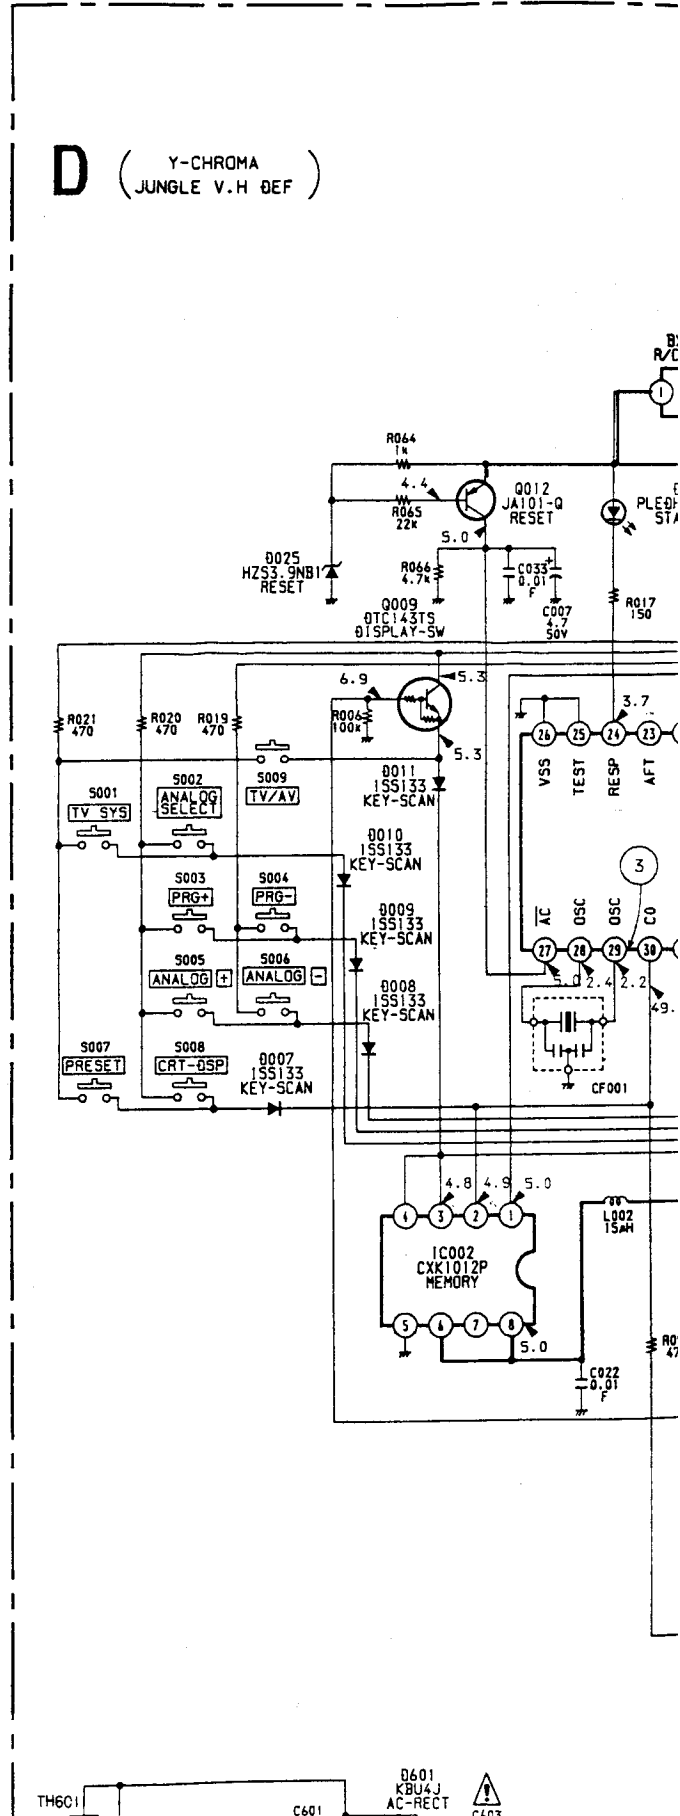 D
Y-CHROMA
JUNGLE V.H DEF
R/
1
R064
1k
4.4
R065
22k
Q012
JA101-Q
RESET
5.0
D025
HZS3.9NB1
RESET
R066
4.7k
C033
0.01
F
+
C007
4.7
50V
STA
R017
150
Q009
DTC143TS
DISPLAY-SW
6.9
5.3
R006
100k
5.3
3.7
R021
470
R020
470
R019
470
26
25
24
23
VSS
TEST
RESP
AFT
S001
TV SYS
S002
ANALOG
SELECT
S009
TV/AV
D011
1SS133
KEY-SCAN
D010
1SS133
KEY-SCAN
S003
PRG+
S004
PRG-
D009
1SS133
KEY-SCAN
3
AC
OSC
OSC
27
28
29
30
5.0
2.4
2.2
49.
S005
ANALOG +
S006
ANALOG -
D008
1SS133
KEY-SCAN
CF001
S007
PRESET
S008
CRT-DSP
D007
1SS133
KEY-SCAN
4.8
4.9
5.0
4
3
2
1
L002
15µH
IC002
CXK1012P
MEMORY
5
6
7
8
5.0
C022
0.01
F
TH601
C601
D601
KBU4J
AC-RECT
C603